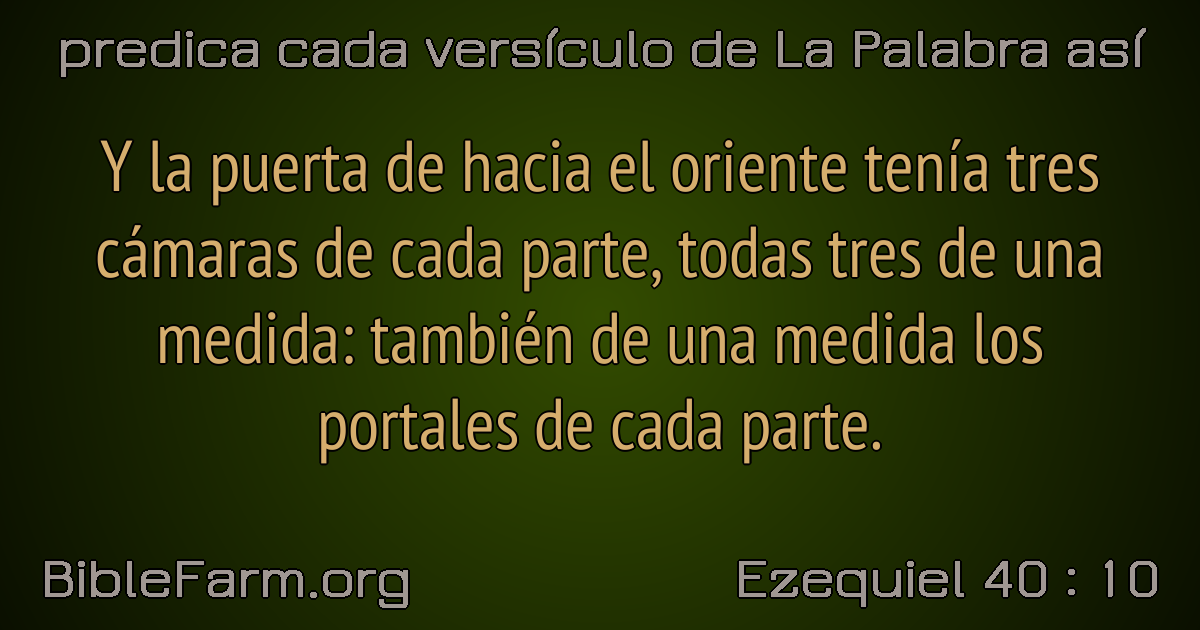 predica cada versículo de La Palabra así
Y la puerta de hacia el oriente tenía tres
cámaras de cada parte, todas tres de una
medida: también de una medida los
portales de cada parte.
BibleFarm.org
Ezequiel 40 : 10